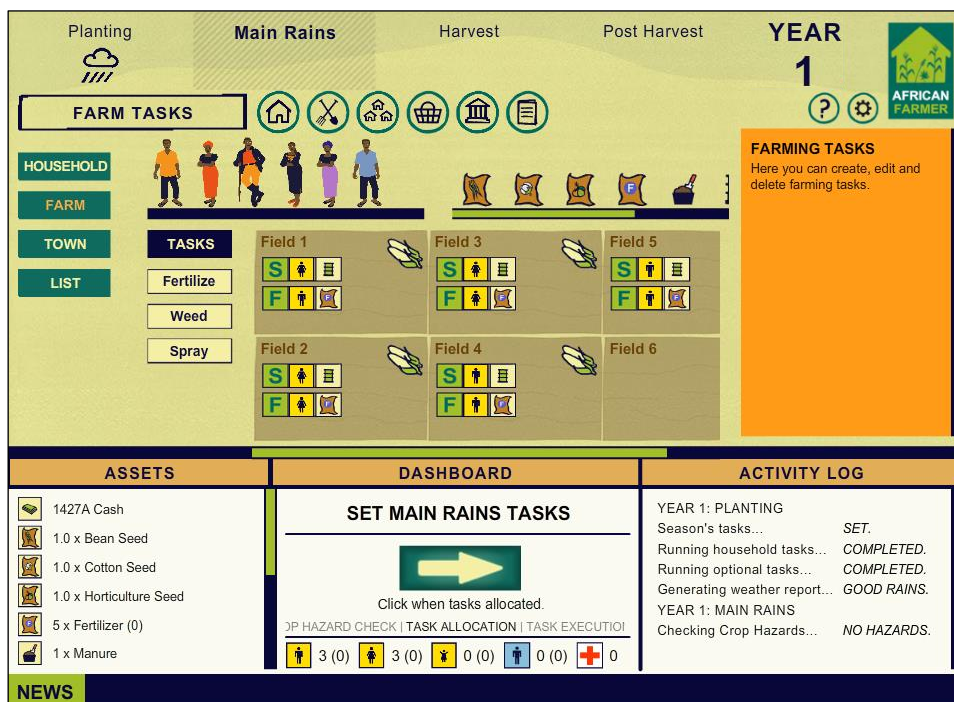 Planting
Main Rains
Harvest
Post Harvest
YEAR
1
AFRICAN
FARMER
FARM TASKS
?
HOUSEHOLD
FARM
TOWN
LIST
FARMING TASKS
Here you can create, edit and
delete farming tasks.
TASKS
Fertilize
Weed
Spray
Field 1
S
F
Field 3
S
F
Field 5
S
F
Field 2
S
F
Field 4
S
F
Field 6
ASSETS
1427A Cash
1.0 x Bean Seed
1.0 x Cotton Seed
1.0 x Horticulture Seed
5 x Fertilizer (0)
1 x Manure
DASHBOARD
SET MAIN RAINS TASKS
Click when tasks allocated.
OP HAZARD CHECK | TASK ALLOCATION | TASK EXECUTION
3 (0) 3 (0) 0 (0) 0 (0) 0
ACTIVITY LOG
YEAR 1: PLANTING
Season's tasks... SET.
Running household tasks... COMPLETED.
Running optional tasks... COMPLETED.
Generating weather report... GOOD RAINS.
YEAR 1: MAIN RAINS
Checking Crop Hazards... NO HAZARDS.
NEWS